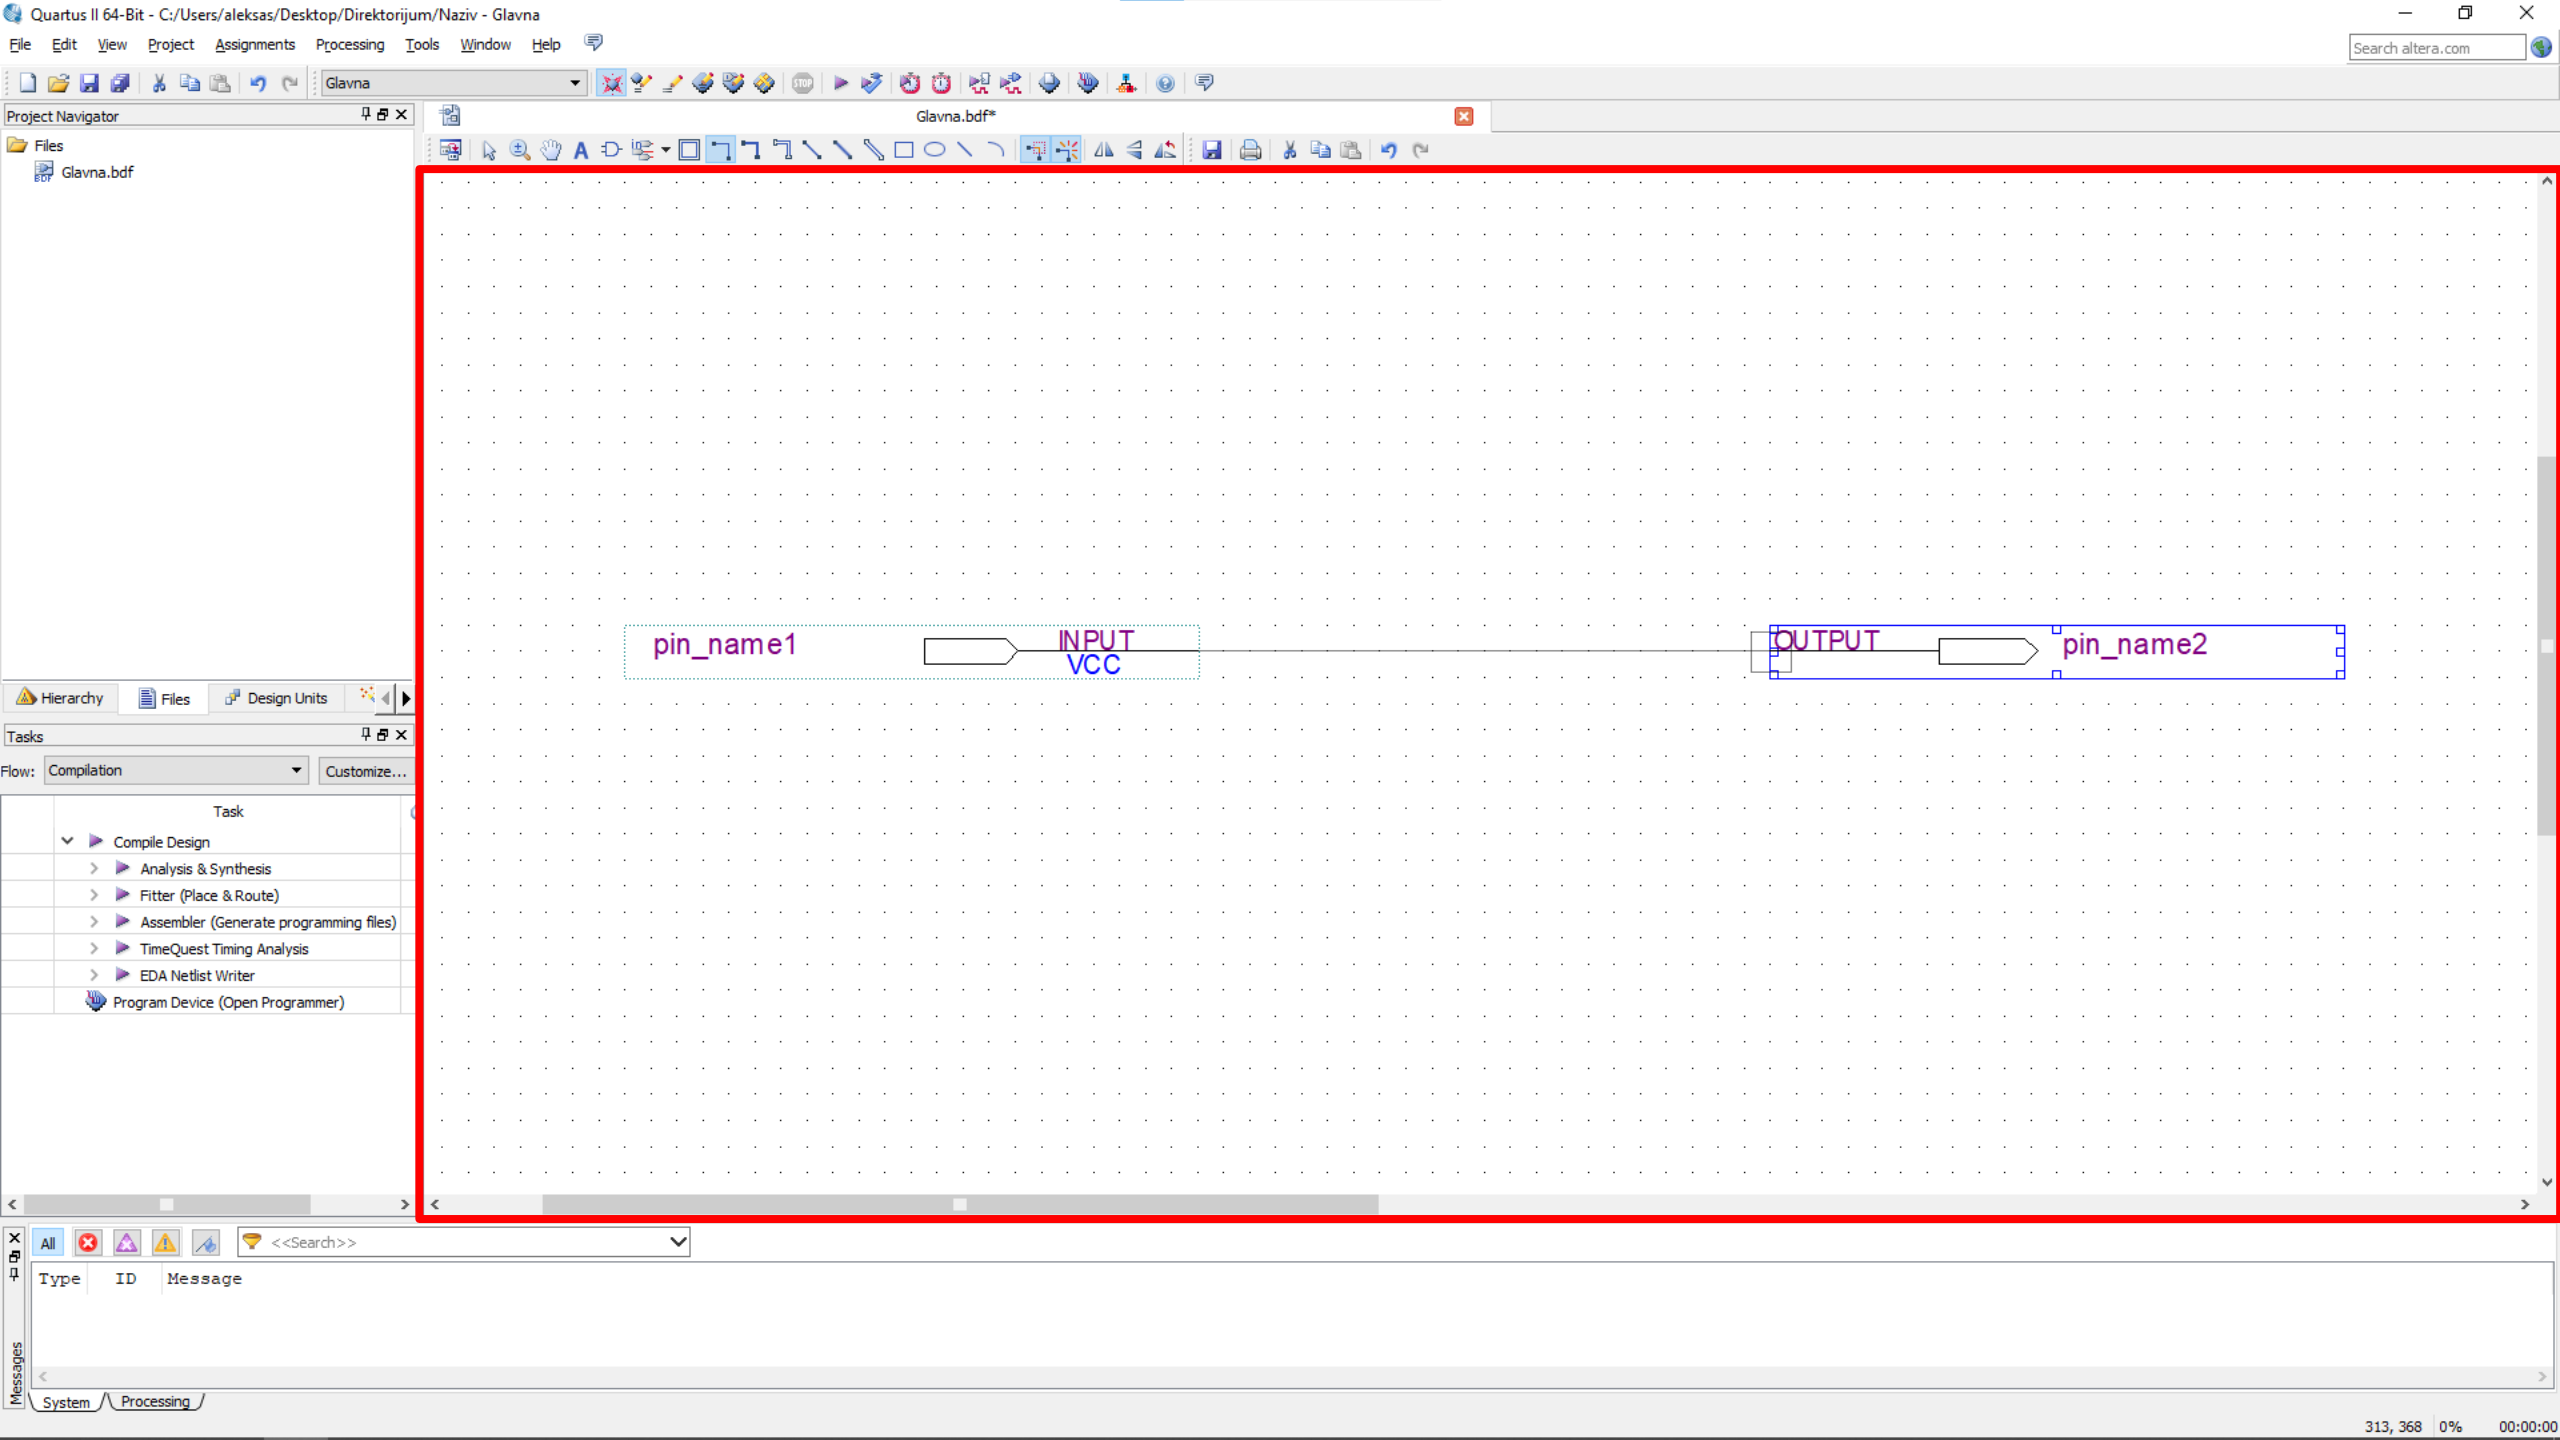 Quartus II 64-Bit - C:/Users/aleksas/Desktop/Direktorijum/Naziv - Glavna
File Edit View Project Assignments Processing Tools Window Help
Search altera.com
Glavna
STOP
Project Navigator
Glavna.bdf*
Files
Glavna.bdf
pin_name1
INPUT
VCC
OUTPUT
pin_name2
Hierarchy Files Design Units
Tasks
Flow: Compilation Customize...
Task
Compile Design
Analysis & Synthesis
Fitter (Place & Route)
Assembler (Generate programming files)
TimeQuest Timing Analysis
EDA Netlist Writer
Program Device (Open Programmer)
All <<Search>>
Type ID Message
Messages
System Processing
313, 368 0% 00:00:00